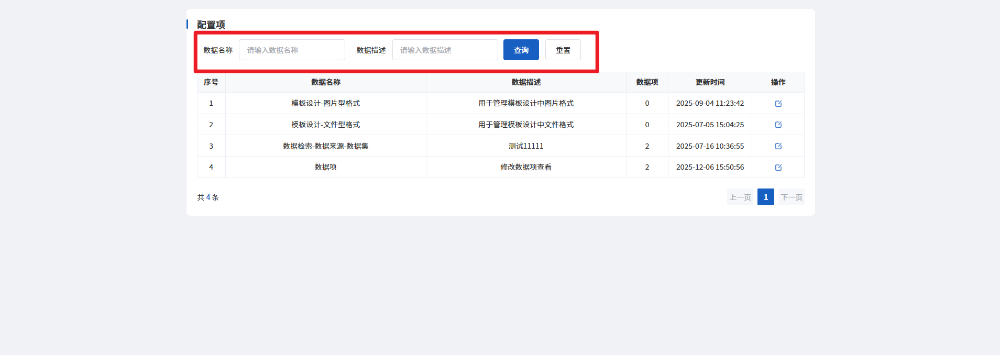 配置项
数据名称 请输入数据名称 数据描述 请输入数据描述 查询 重置
序号 数据名称 数据描述 数据项 更新时间 操作
1 模板设计-图片型格式 用于管理模板设计中图片格式 0 2025-09-04 11:23:42
2 模板设计-文件型格式 用于管理模板设计中文件格式 0 2025-07-05 15:04:25
3 数据检索-数据来源-数据集 测试11111 2 2025-07-16 10:36:55
4 数据项 修改数据项查看 2 2025-12-06 15:50:56
共 4 条 上一页 1 下一页